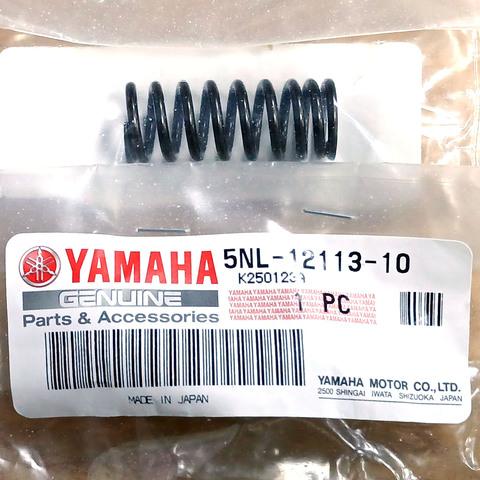 YAMAHA
GENUINE
Parts & Accessories
5NL-12113-10
K250123A
1 PC
MADE IN JAPAN
YAMAHA MOTOR CO., LTD.
2500 SHINGAI IWATA SHIZUOKA JAPAN